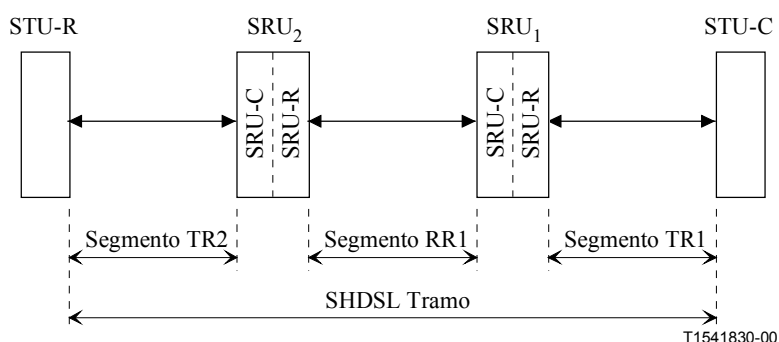 STU-R SRU2 SRU1 STU-C
SRU-C SRU-R SRU-C SRU-R
Segmento TR2 Segmento RR1 Segmento TR1
SHDSL Tramo
T1541830-00